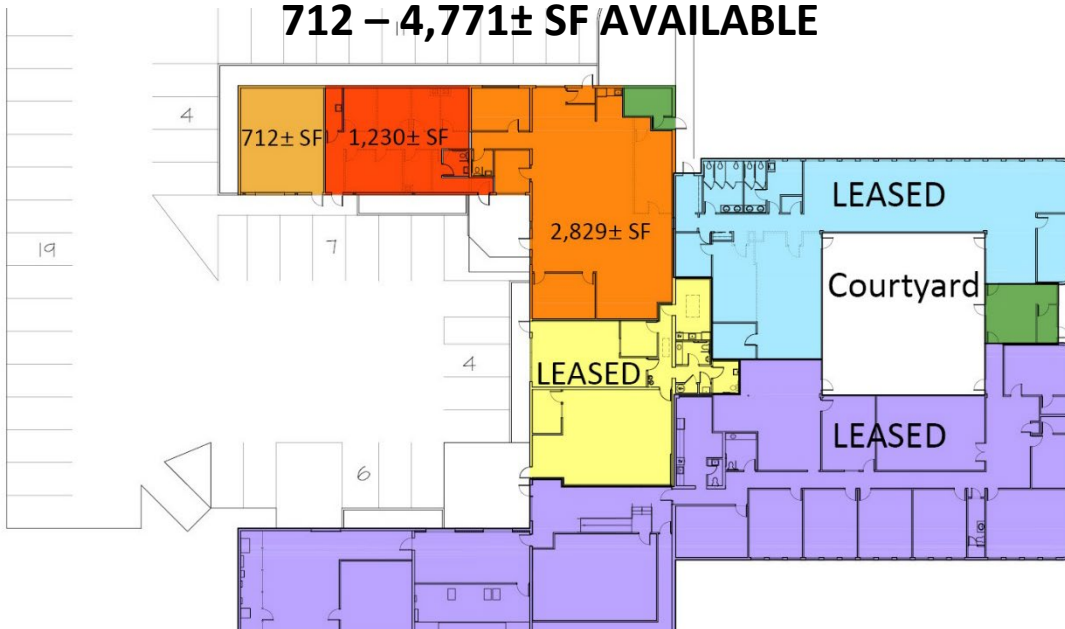 712 – 4,771± SF AVAILABLE
4
712± SF
1,230± SF
LEASED
7
2,829± SF
19
Courtyard
4
LEASED
LEASED
6